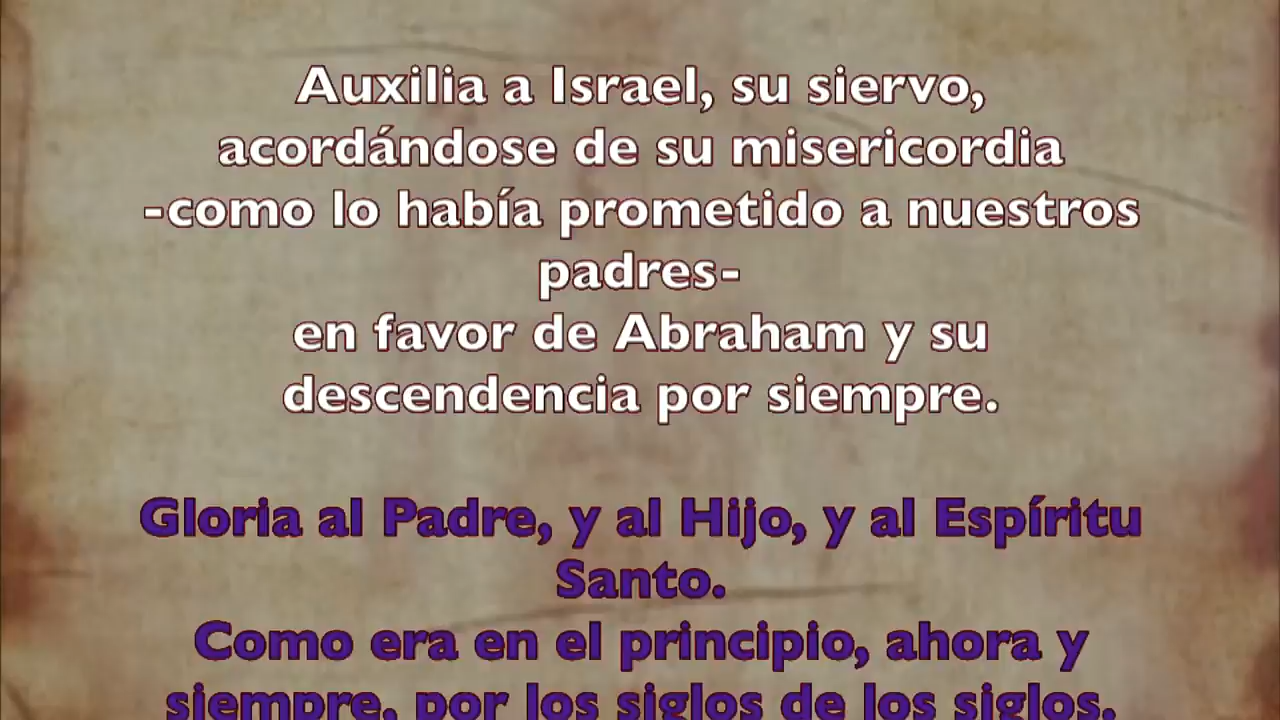 Auxilia a Israel, su siervo,
acordándose de su misericordia
-como lo había prometido a nuestros
padres-
en favor de Abraham y su
descendencia por siempre.
Gloria al Padre, y al Hijo, y al Espíritu
Santo.
Como era en el principio, ahora y
siempre, por los siglos de los siglos.